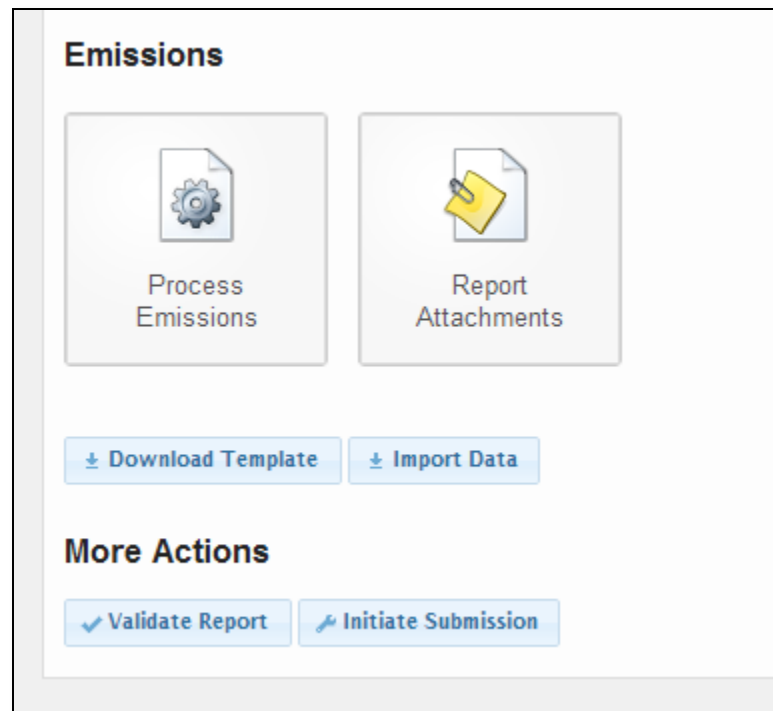 Emissions
Process
Emissions
Report
Attachments
Download Template
Import Data
More Actions
Validate Report
Initiate Submission